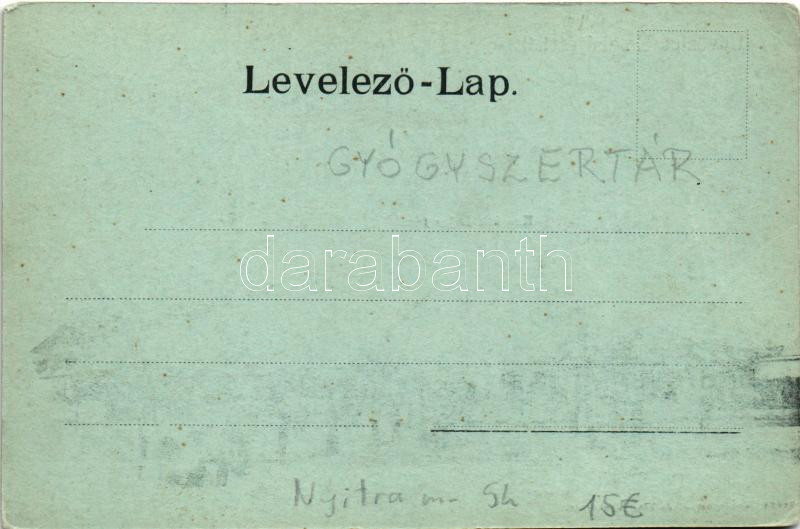 Levelező-Lap.
GYÓGYSZERTÁR
darabanth
Nyitra m. Sk 15€